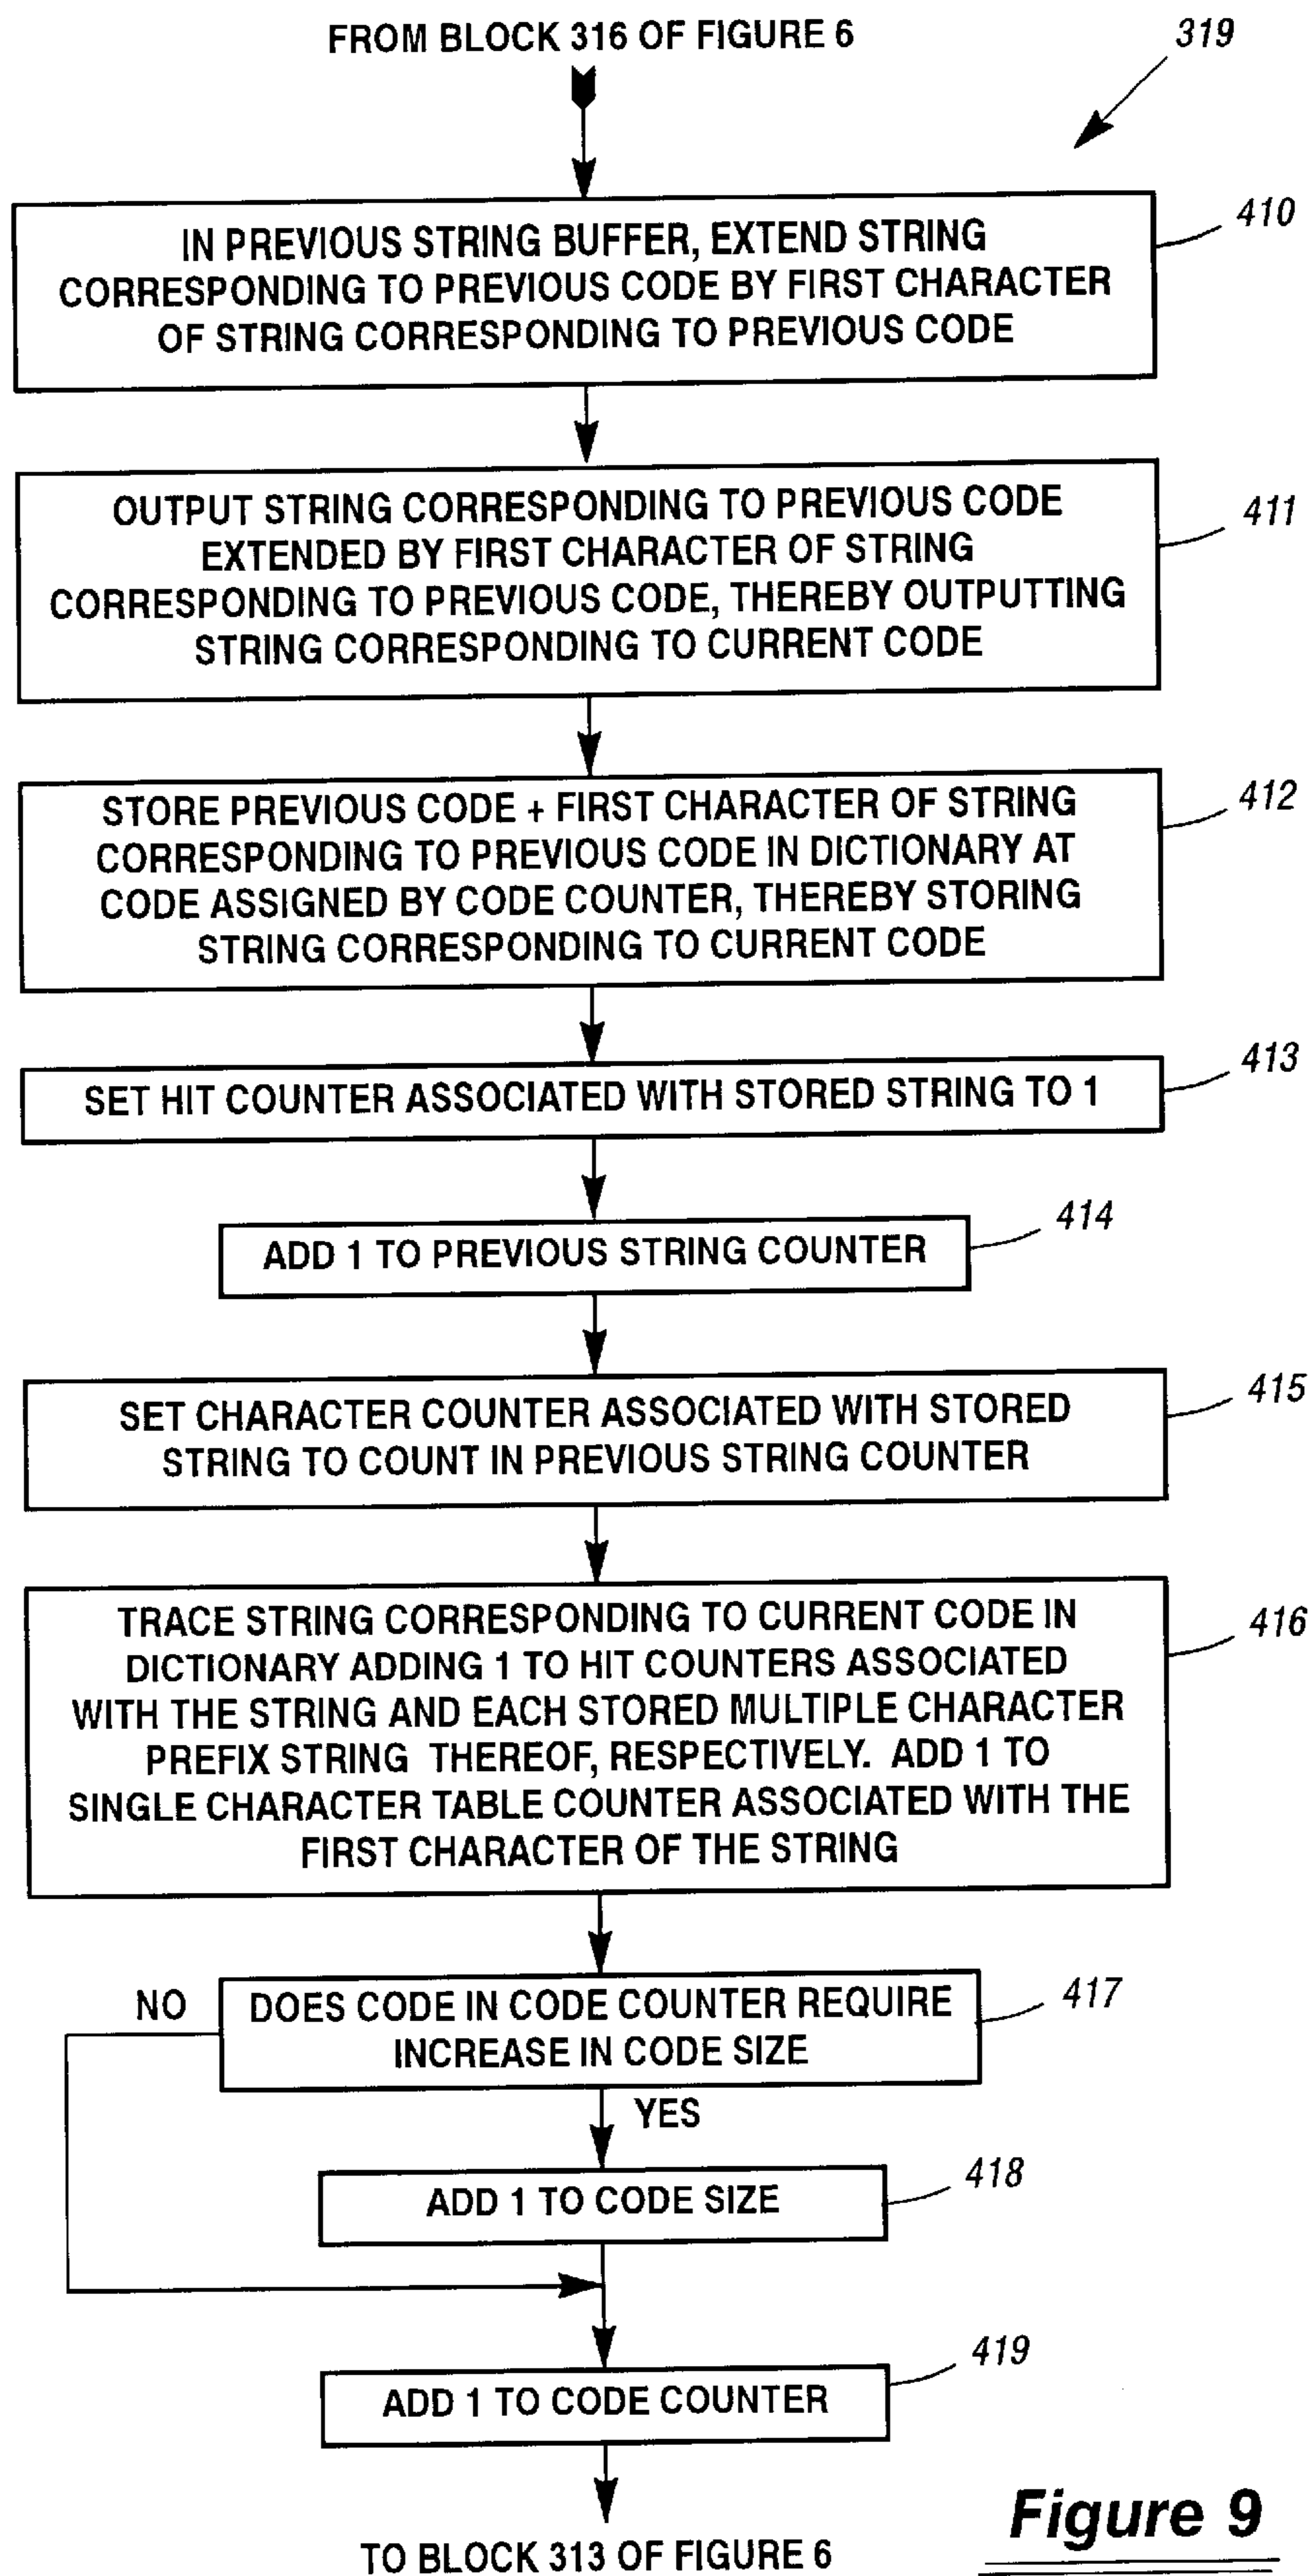 FROM BLOCK 316 OF FIGURE 6
319
IN PREVIOUS STRING BUFFER, EXTEND STRING
CORRESPONDING TO PREVIOUS CODE BY FIRST CHARACTER
OF STRING CORRESPONDING TO PREVIOUS CODE
410
OUTPUT STRING CORRESPONDING TO PREVIOUS CODE
EXTENDED BY FIRST CHARACTER OF STRING
CORRESPONDING TO PREVIOUS CODE, THEREBY OUTPUTTING
STRING CORRESPONDING TO CURRENT CODE
411
STORE PREVIOUS CODE + FIRST CHARACTER OF STRING
CORRESPONDING TO PREVIOUS CODE IN DICTIONARY AT
CODE ASSIGNED BY CODE COUNTER, THEREBY STORING
STRING CORRESPONDING TO CURRENT CODE
412
SET HIT COUNTER ASSOCIATED WITH STORED STRING TO 1
413
ADD 1 TO PREVIOUS STRING COUNTER
414
SET CHARACTER COUNTER ASSOCIATED WITH STORED
STRING TO COUNT IN PREVIOUS STRING COUNTER
415
TRACE STRING CORRESPONDING TO CURRENT CODE IN
DICTIONARY ADDING 1 TO HIT COUNTERS ASSOCIATED
WITH THE STRING AND EACH STORED MULTIPLE CHARACTER
PREFIX STRING THEREOF, RESPECTIVELY. ADD 1 TO
SINGLE CHARACTER TABLE COUNTER ASSOCIATED WITH THE
FIRST CHARACTER OF THE STRING
416
NO
DOES CODE IN CODE COUNTER REQUIRE
INCREASE IN CODE SIZE
417
YES
ADD 1 TO CODE SIZE
418
ADD 1 TO CODE COUNTER
419
TO BLOCK 313 OF FIGURE 6
Figure 9